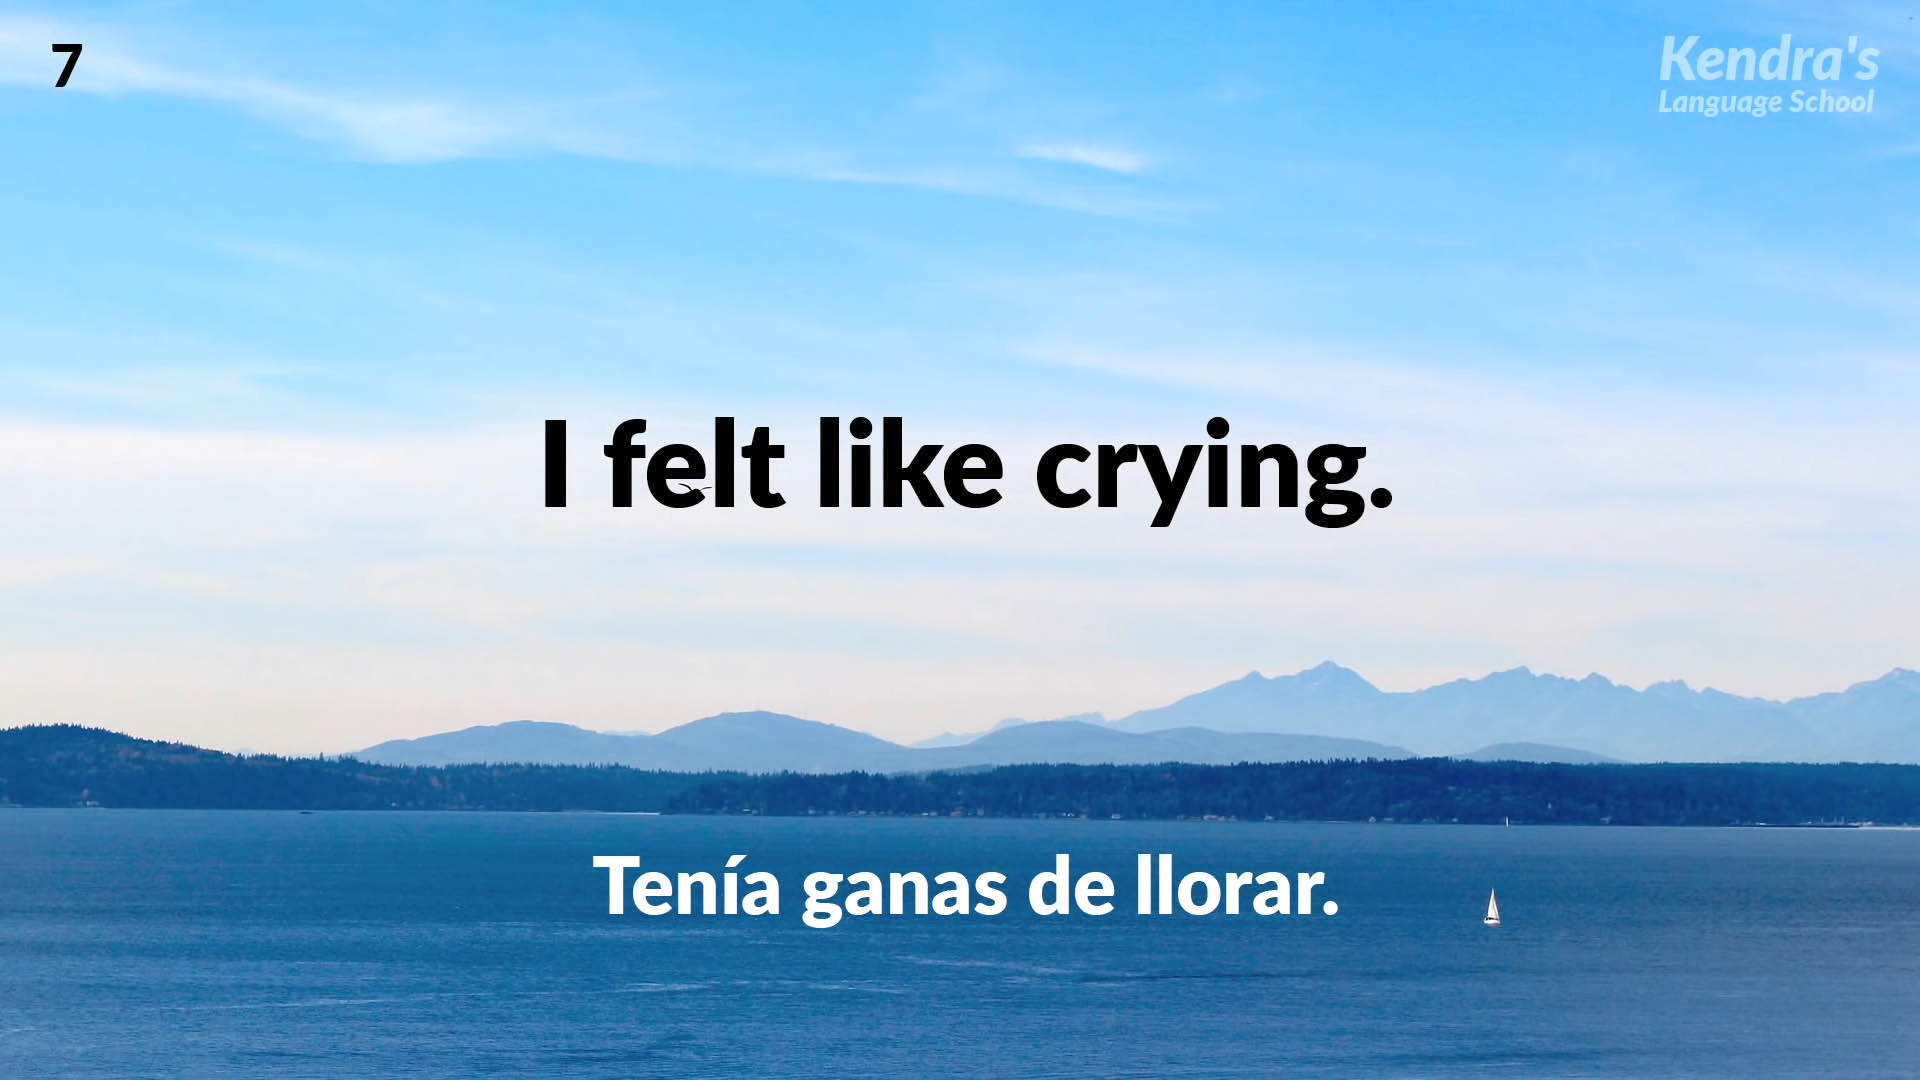 7
Kendra's
Language School
I felt like crying.
Tenía ganas de llorar.